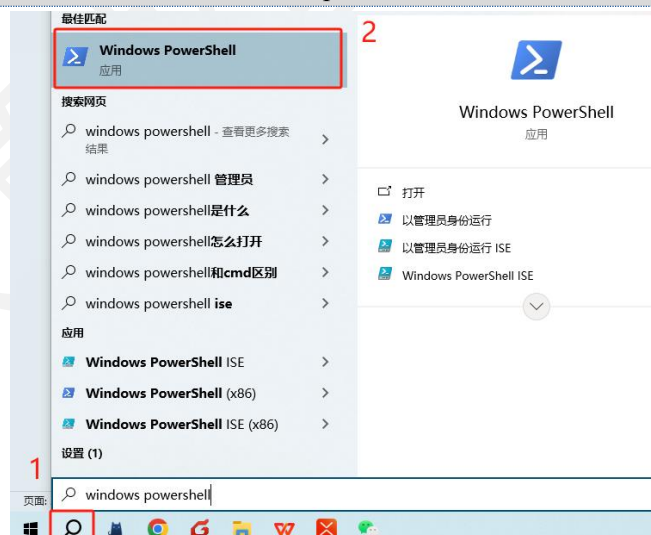 最佳匹配
Windows PowerShell
应用
搜索网页
windows powershell - 查看更多搜索
结果
windows powershell 管理员
windows powershell是什么
windows powershell怎么打开
windows powershell和cmd区别
windows powershell ise
应用
Windows PowerShell ISE
Windows PowerShell (x86)
Windows PowerShell ISE (x86)
设置 (1)
1
页面:
windows powershell
2
Windows PowerShell
应用
打开
以管理员身份运行
以管理员身份运行 ISE
Windows PowerShell ISE